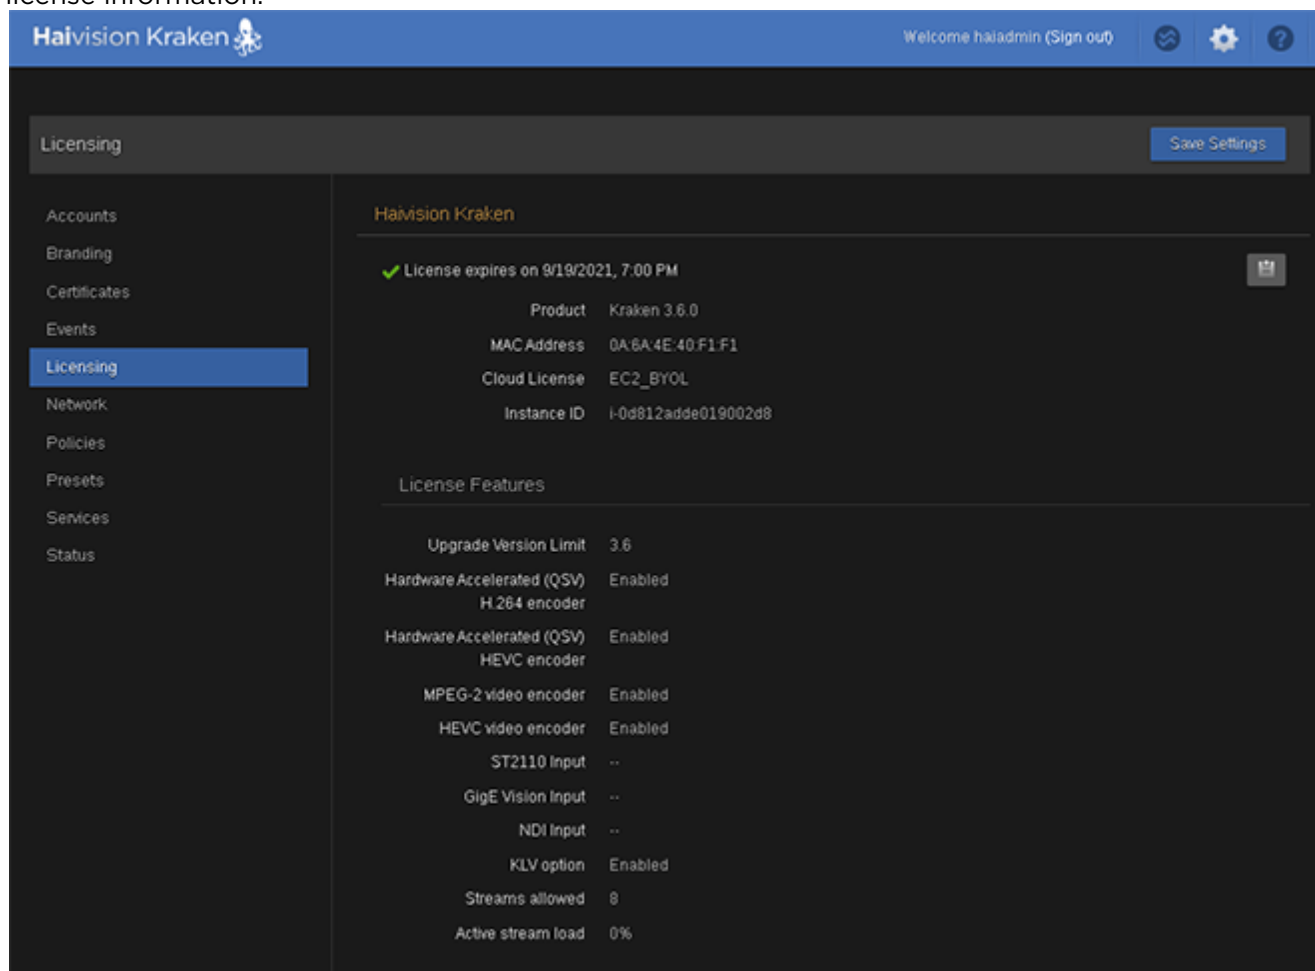 license information.
Haivision Kraken
Welcome haiadmin (Sign out)
Licensing
Save Settings
Accounts
Branding
Certificates
Events
Licensing
Network
Policies
Presets
Services
Status
Haivision Kraken
License expires on 9/19/2021, 7:00 PM
Product Kraken 3.6.0
MAC Address 0A:6A:4E:40:F1:F1
Cloud License EC2_BYOL
Instance ID i-0d812adde019002d8
License Features
Upgrade Version Limit 3.6
Hardware Accelerated (QSV) Enabled
H.264 encoder
Hardware Accelerated (QSV) Enabled
HEVC encoder
MPEG-2 video encoder Enabled
HEVC video encoder Enabled
ST2110 Input --
GigE Vision Input --
NDI Input --
KLV option Enabled
Streams allowed 8
Active stream load 0%